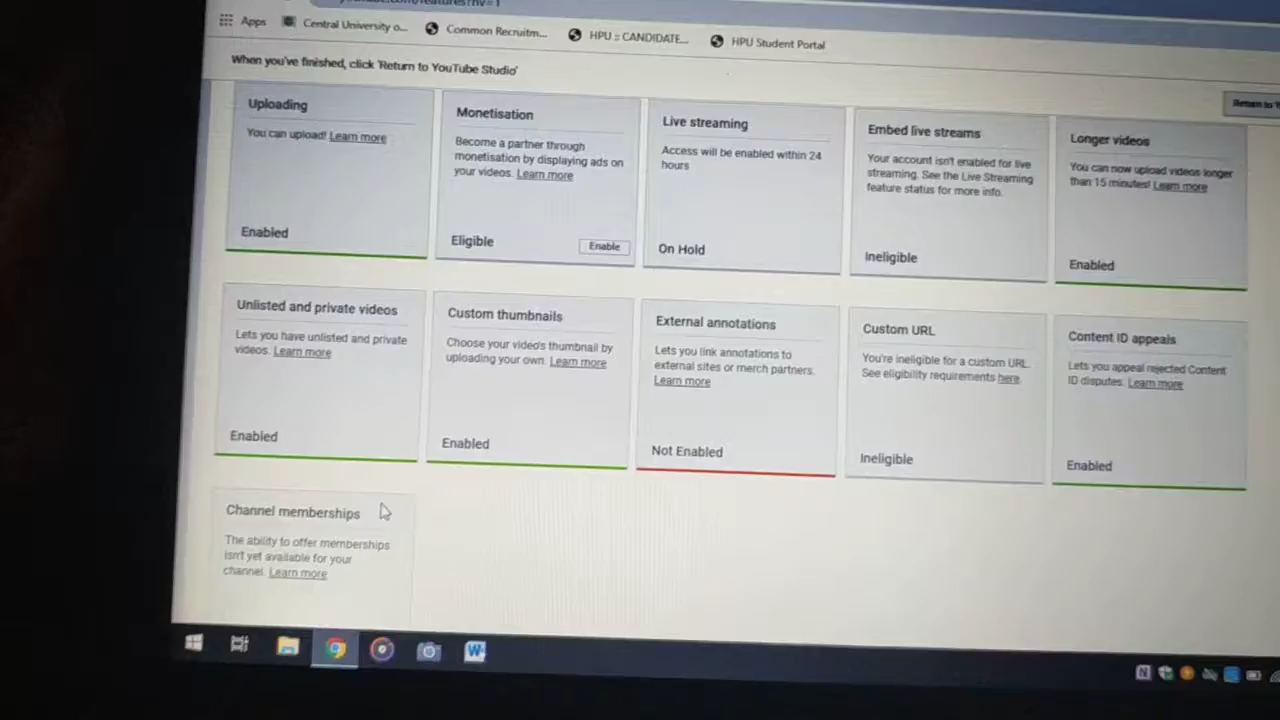 youtube.com/features?nv=1
Apps
Central University o...
Common Recruitm...
HPU :: CANDIDATE...
HPU Student Portal
When you've finished, click 'Return to YouTube Studio'
Return to
Uploading
You can upload! Learn more
Enabled
Monetisation
Become a partner through
monetisation by displaying ads on
your videos. Learn more
Eligible
Enable
Live streaming
Access will be enabled within 24
hours
On Hold
Embed live streams
Your account isn't enabled for live
streaming. See the Live Streaming
feature status for more info.
Ineligible
Longer videos
You can now upload videos longer
than 15 minutes! Learn more
Enabled
Unlisted and private videos
Lets you have unlisted and private
videos. Learn more
Enabled
Custom thumbnails
Choose your video's thumbnail by
uploading your own. Learn more
Enabled
External annotations
Lets you link annotations to
external sites or merch partners.
Learn more
Not Enabled
Custom URL
You're ineligible for a custom URL.
See eligibility requirements here.
Ineligible
Content ID appeals
Lets you appeal rejected Content
ID disputes. Learn more
Enabled
Channel memberships
The ability to offer memberships
isn't yet available for your
channel. Learn more